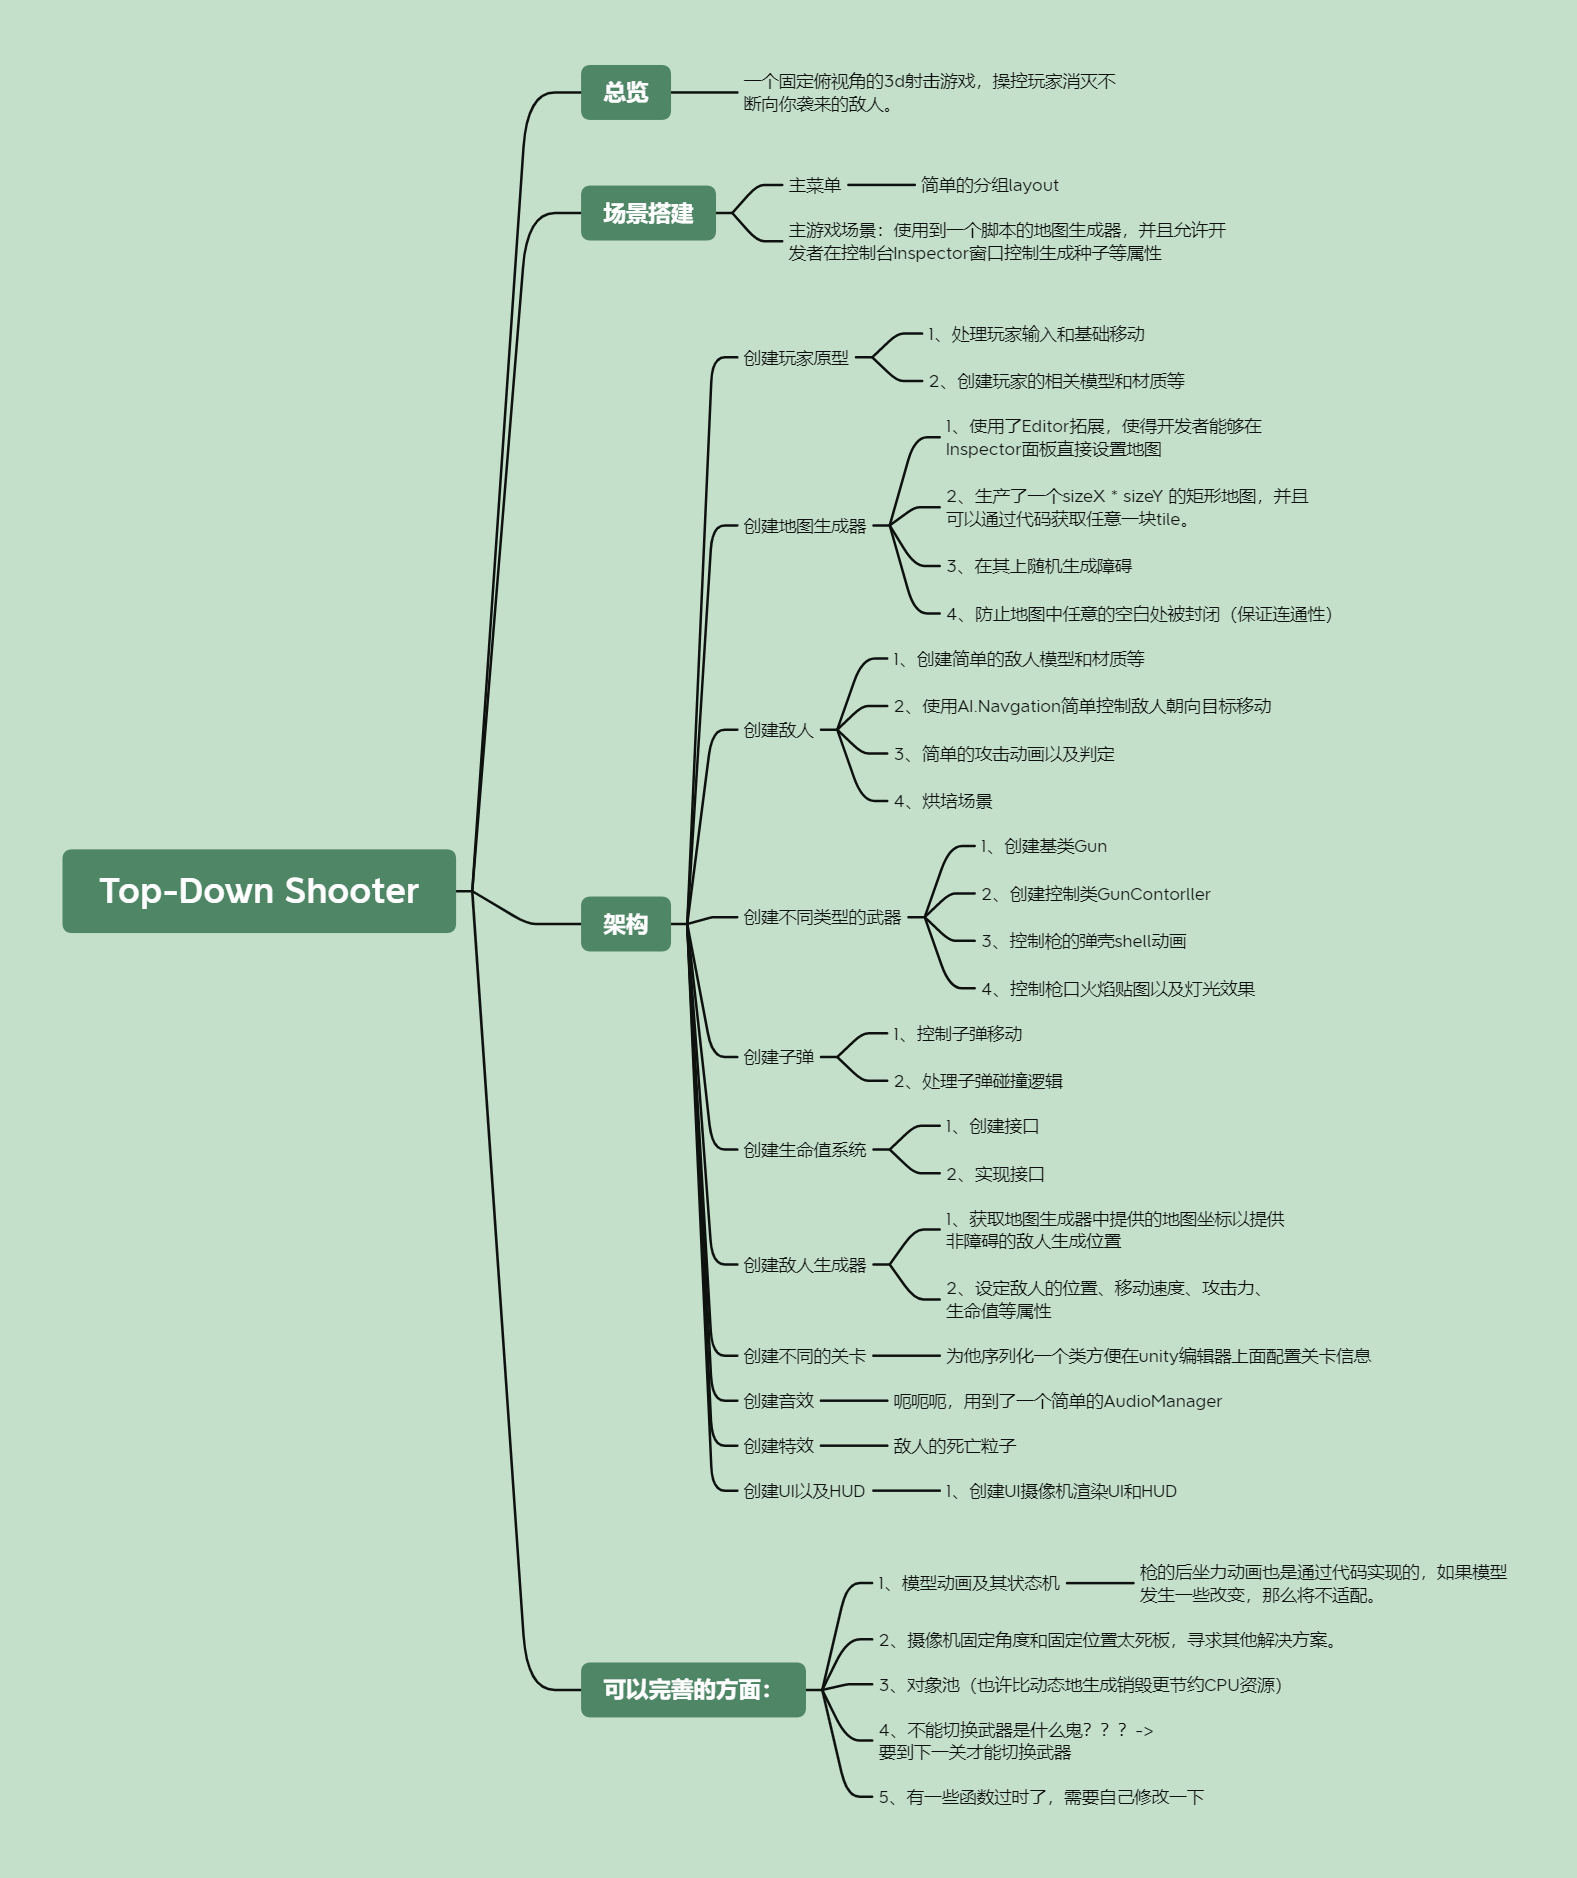 Top-Down Shooter
总览
一个固定俯视角的3d射击游戏，操控玩家消灭不
断向你袭来的敌人。
场景搭建
主菜单
简单的分组layout
主游戏场景：使用到一个脚本的地图生成器，并且允许开
发者在控制台Inspector窗口控制生成种子等属性
架构
创建玩家原型
1、处理玩家输入和基础移动
2、创建玩家的相关模型和材质等
创建地图生成器
1、使用了Editor拓展，使得开发者能够在
Inspector面板直接设置地图
2、生产了一个sizeX * sizeY 的矩形地图，并且
可以通过代码获取任意一块tile。
3、在其上随机生成障碍
4、防止地图中任意的空白处被封闭（保证连通性）
创建敌人
1、创建简单的敌人模型和材质等
2、使用AI.Navgation简单控制敌人朝向目标移动
3、简单的攻击动画以及判定
4、烘培场景
创建不同类型的武器
1、创建基类Gun
2、创建控制类GunContorller
3、控制枪的弹壳shell动画
4、控制枪口火焰贴图以及灯光效果
创建子弹
1、控制子弹移动
2、处理子弹碰撞逻辑
创建生命值系统
1、创建接口
2、实现接口
创建敌人生成器
1、获取地图生成器中提供的地图坐标以提供
非障碍的敌人生成位置
2、设定敌人的位置、移动速度、攻击力、
生命值等属性
创建不同的关卡
为他序列化一个类方便在unity编辑器上面配置关卡信息
创建音效
呃呃呃，用到了一个简单的AudioManager
创建特效
敌人的死亡粒子
创建UI以及HUD
1、创建UI摄像机渲染UI和HUD
可以完善的方面：
1、模型动画及其状态机
枪的后坐力动画也是通过代码实现的，如果模型
发生一些改变，那么将不适配。
2、摄像机固定角度和固定位置太死板，寻求其他解决方案。
3、对象池（也许比动态地生成销毁更节约CPU资源）
4、不能切换武器是什么鬼？？？->
要到下一关才能切换武器
5、有一些函数过时了，需要自己修改一下